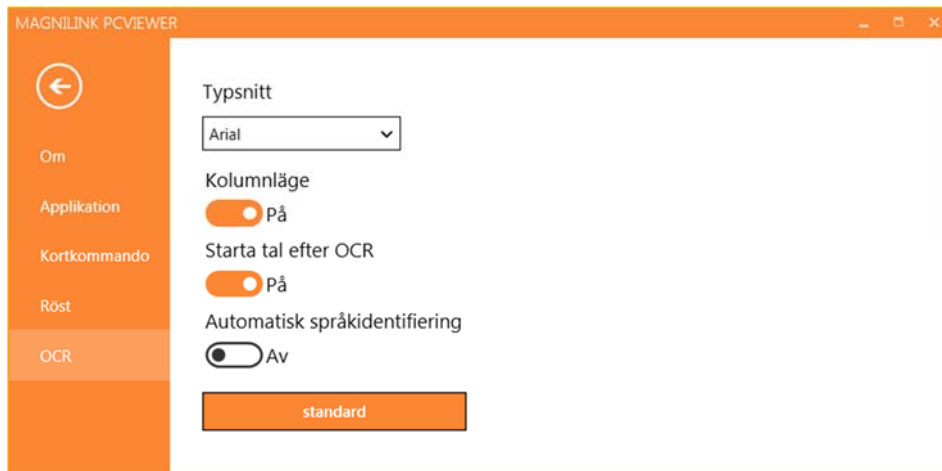 MAGNILINK PCVIEWER
Om
Applikation
Kortkommando
Röst
OCR
Typsnitt
Arial
Kolumnläge
På
Starta tal efter OCR
På
Automatisk språkidentifiering
Av
standard